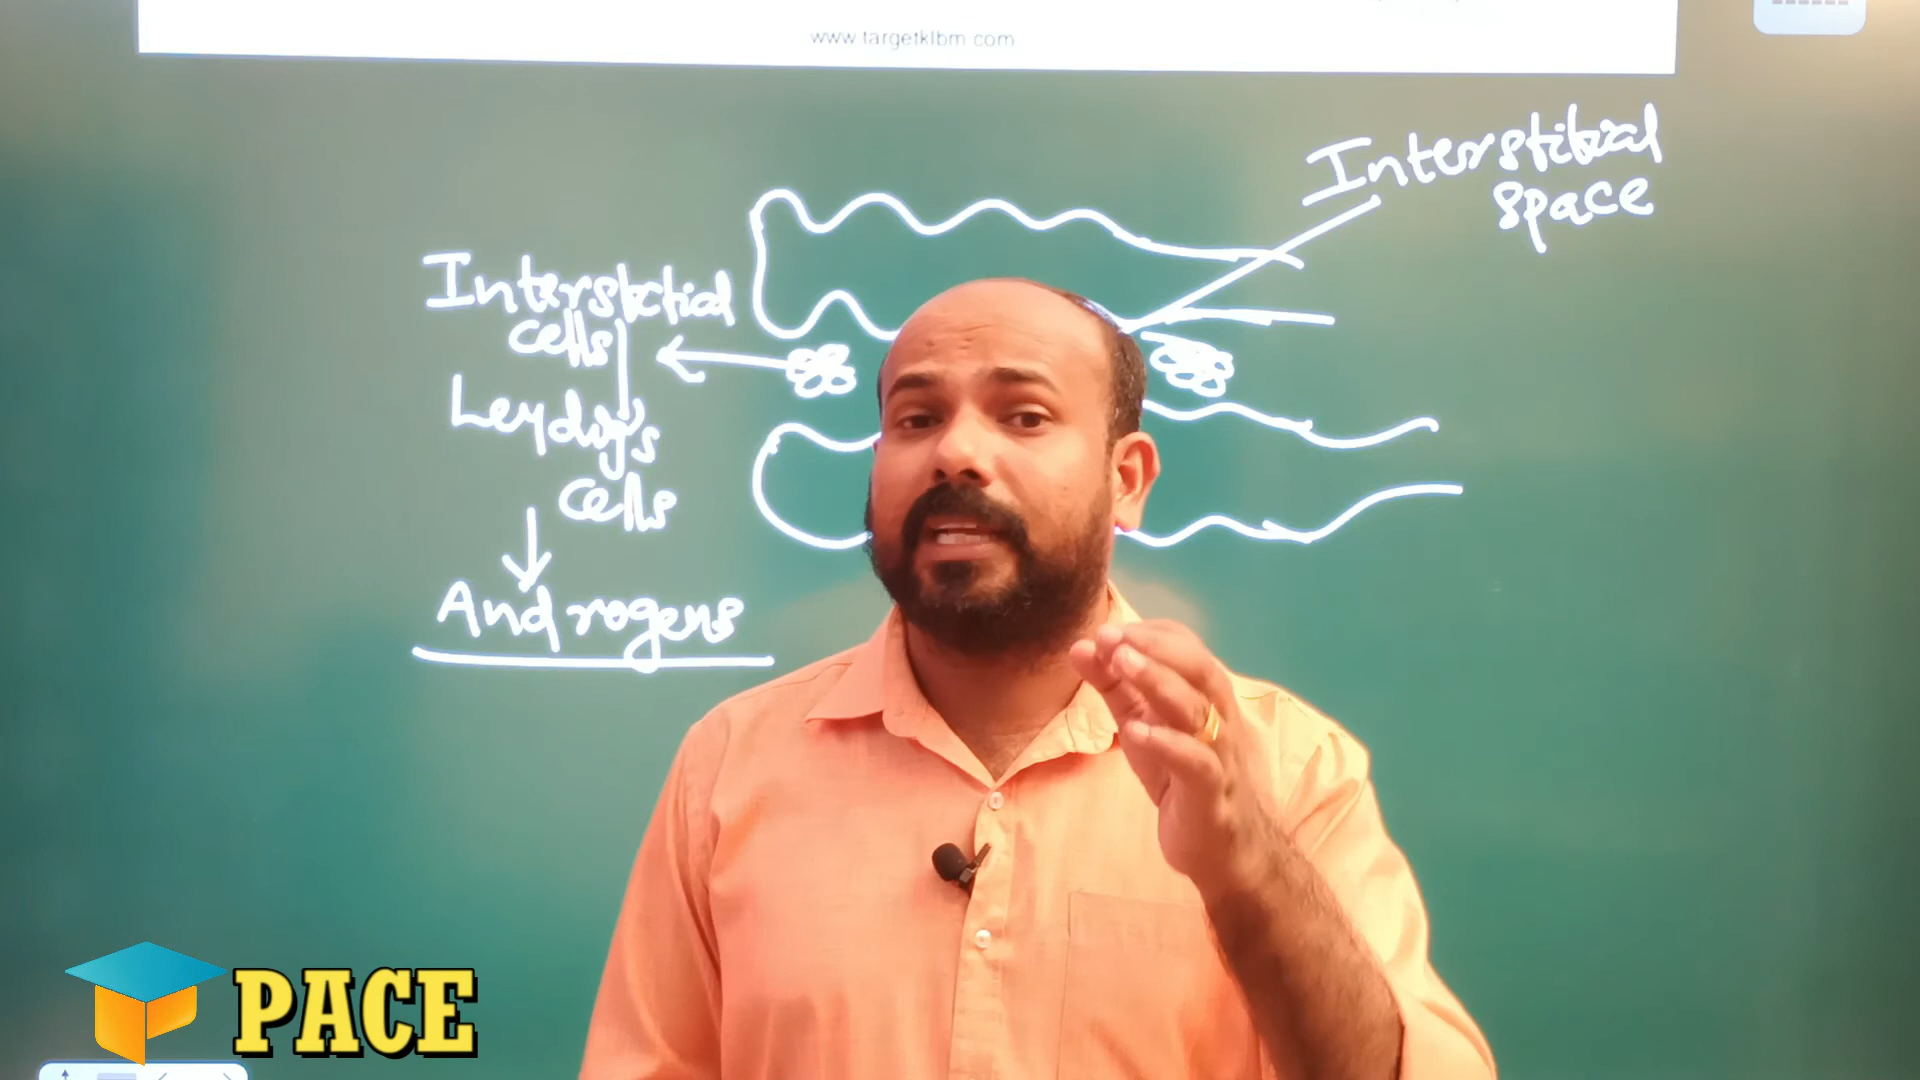 www.targetklbm.com
Interstitial
space
Interstitial
cells
Leydig's
cells
Androgens
PACE